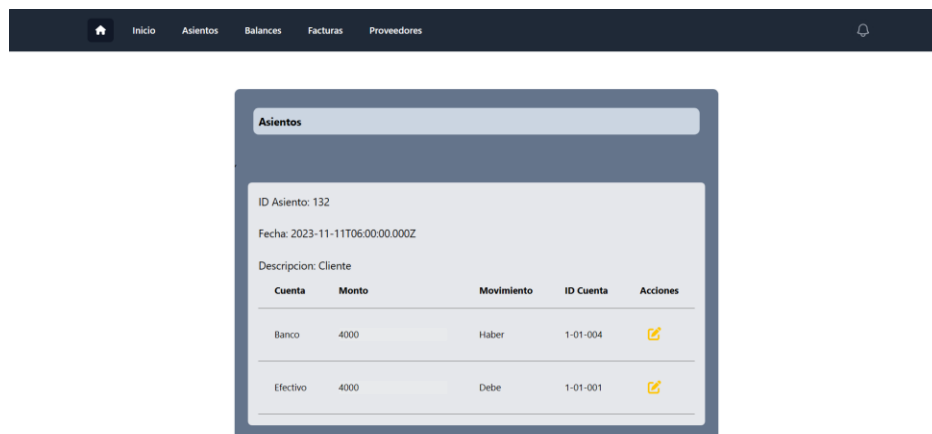 Inicio Asientos Balances Facturas Proveedores
Asientos
ID Asiento: 132
Fecha: 2023-11-11T06:00:00.000Z
Descripcion: Cliente
Cuenta Monto Movimiento ID Cuenta Acciones
Banco 4000 Haber 1-01-004
Efectivo 4000 Debe 1-01-001